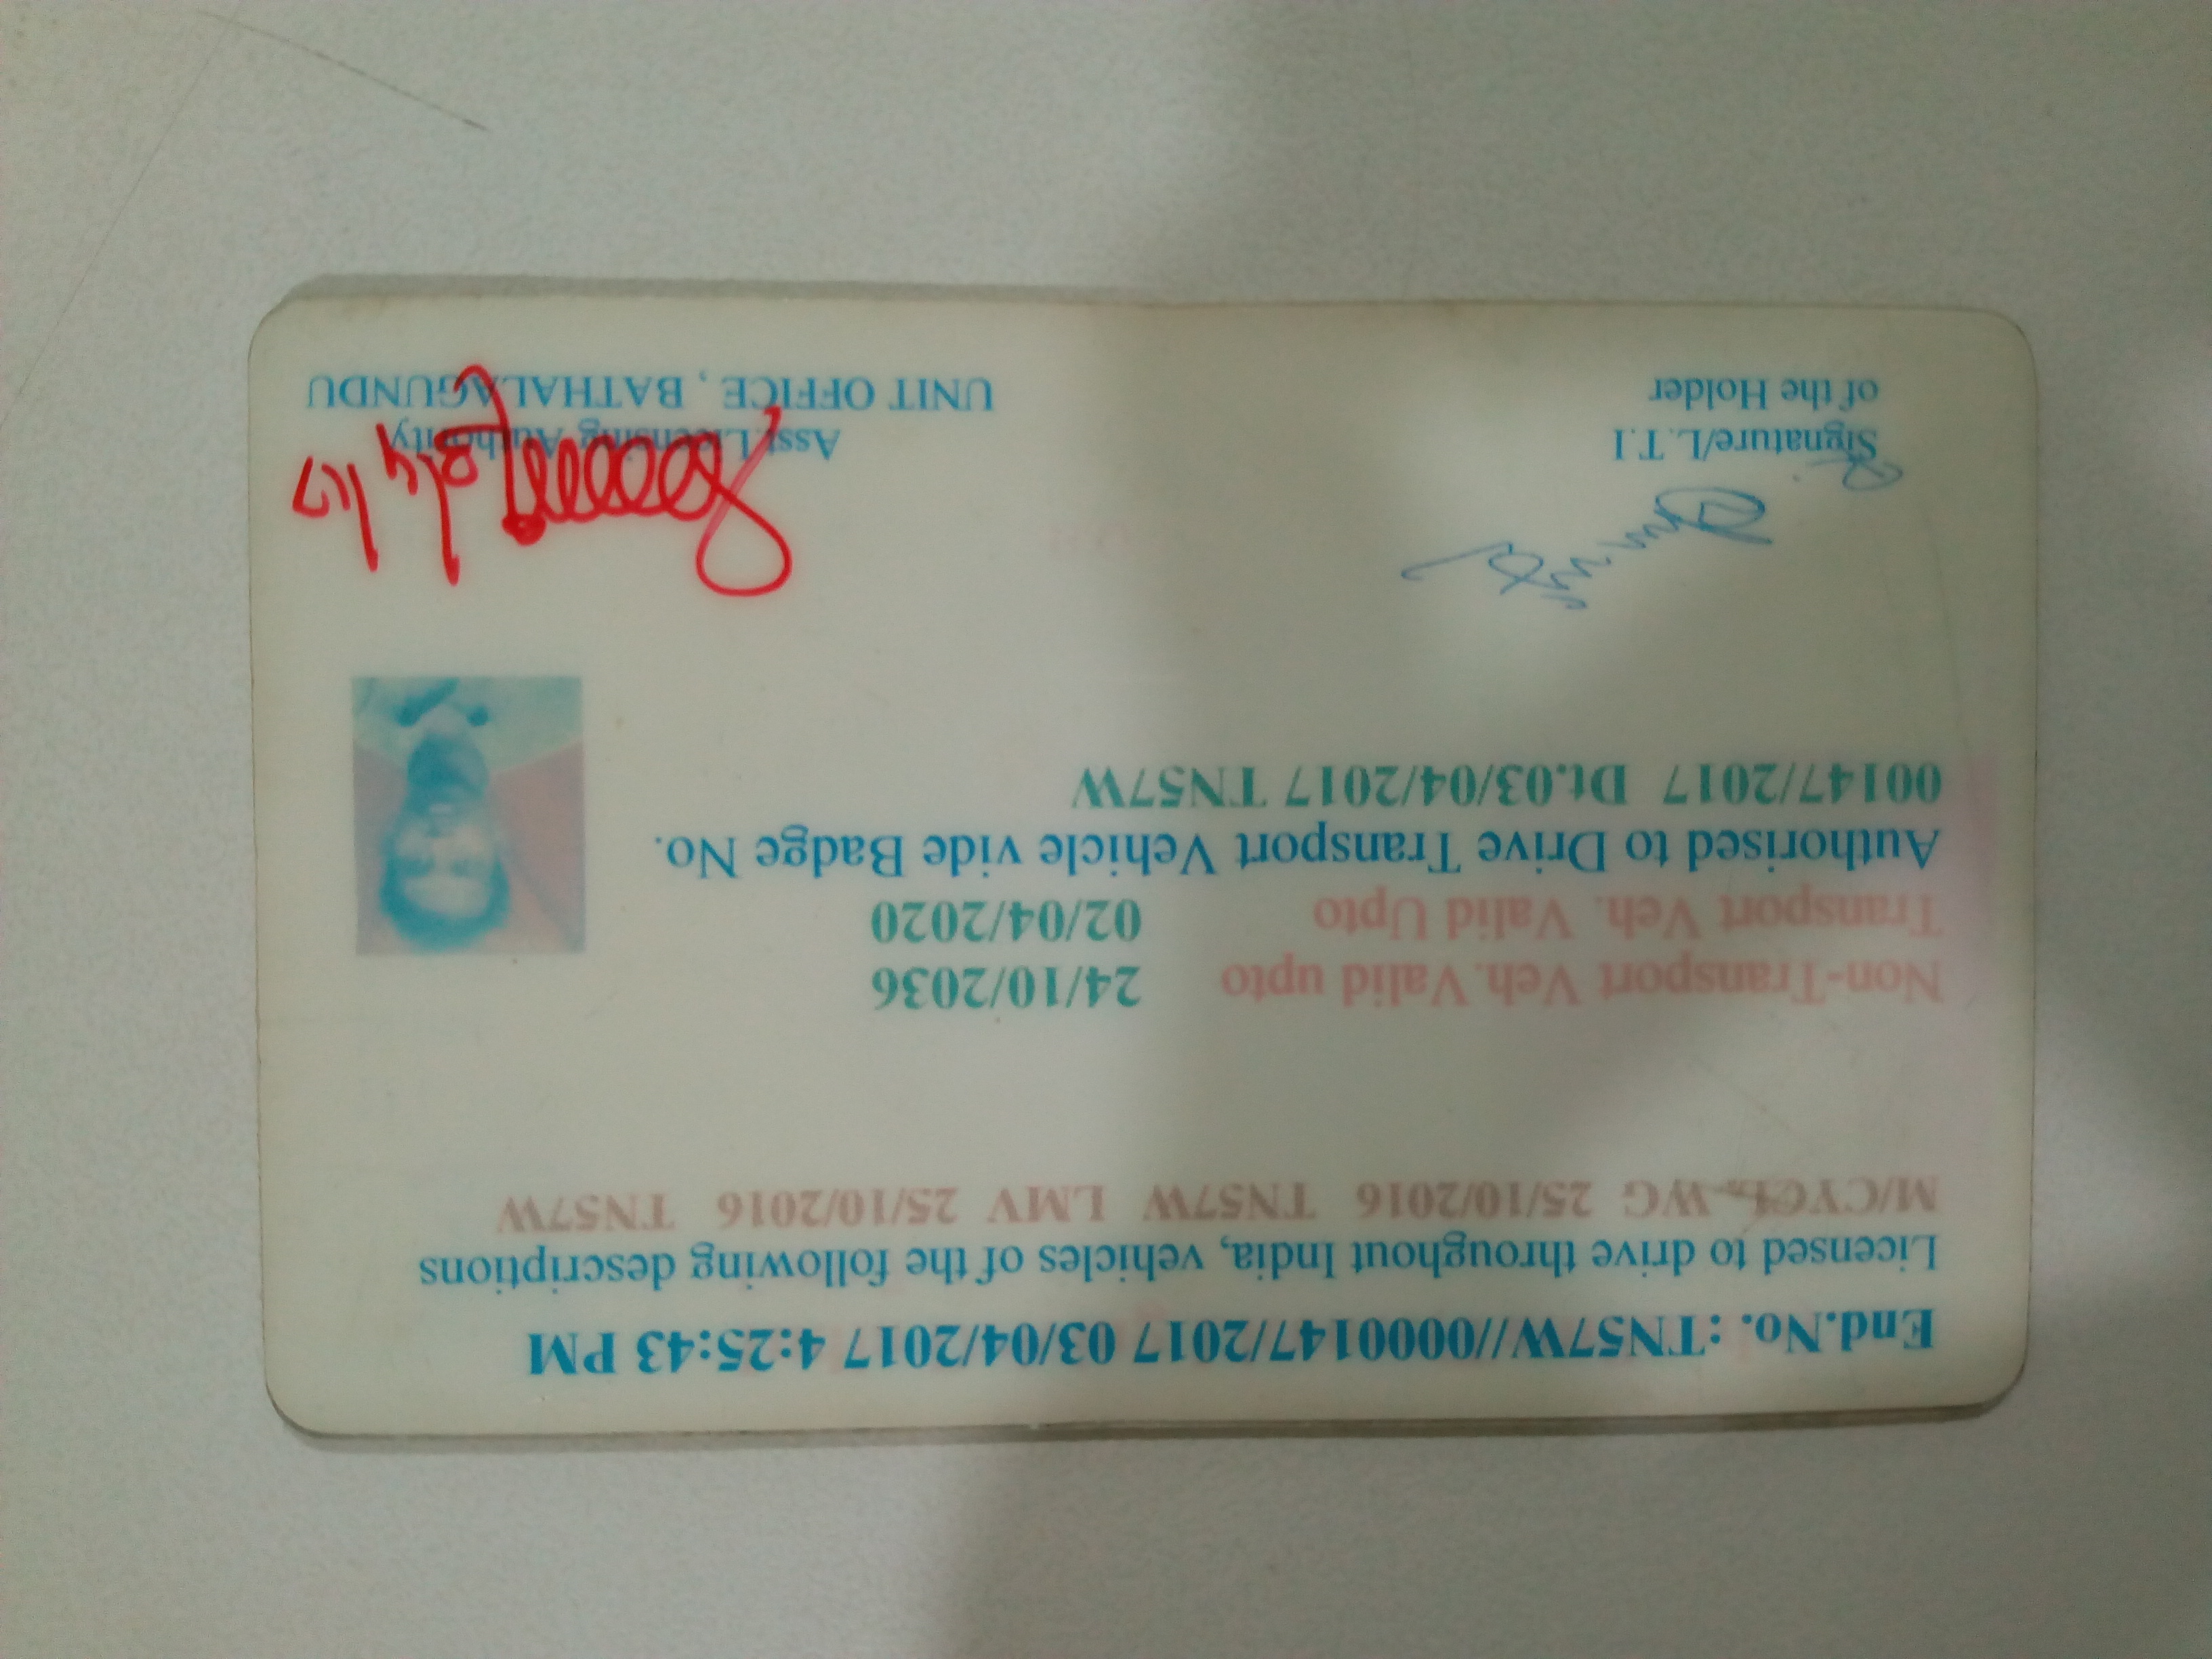 End.No. :TN57W//0000147/2017 03/04/2017 4:25:43 PM
Licensed to drive throughout India, vehicles of the following descriptions
M/CYCL. WG 25/10/2016 TN57W LMV 25/10/2016 TN57W
Non-Transport Veh. Valid upto 24/10/2036
Transport Veh. Valid Upto 02/04/2020
Authorised to Drive Transport Vehicle vide Badge No.
00147/2017 Dt.03/04/2017 TN57W
Signature/L.T.I
of the Holder
Asst.Licensing Authority
UNIT OFFICE , BATHALAGUNDU